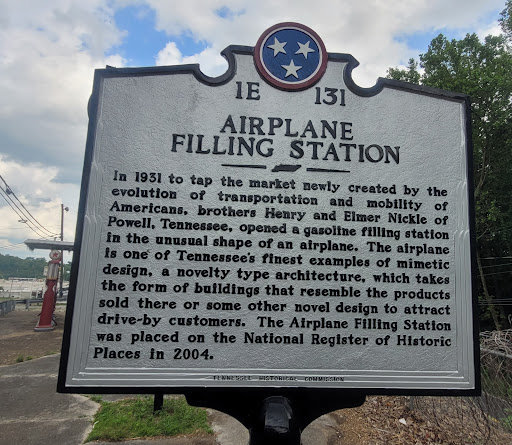 1E 131
AIRPLANE
FILLING STATION
In 1931 to tap the market newly created by the
evolution of transportation and mobility of
Americans, brothers Henry and Elmer Nickle of
Powell, Tennessee, opened a gasoline filling station
in the unusual shape of an airplane. The airplane
is one of Tennessee's finest examples of mimetic
design, a novelty type architecture, which takes
the form of buildings that resemble the products
sold there or some other novel design to attract
drive-by customers. The Airplane Filling Station
was placed on the National Register of Historic
Places in 2004.
TENNESSEE HISTORICAL COMMISSION